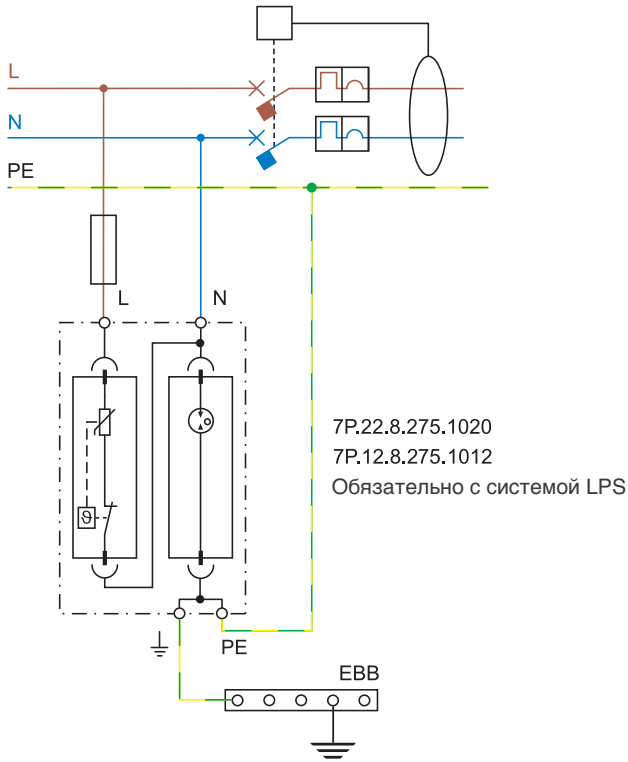 L
N
PE
L
N
7P.22.8.275.1020
7P.12.8.275.1012
Обязательно с системой LPS
ϑ
PE
EBB